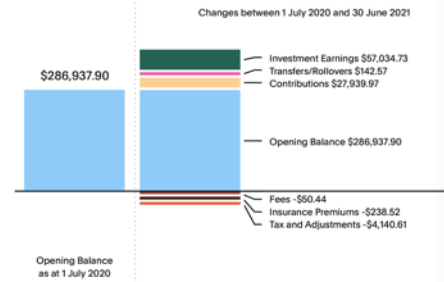 Changes between 1 July 2020 and 30 June 2021
$286,937.90
Investment Earnings $57,034.73
Transfers/Rollovers $142.57
Contributions $27,939.97
Opening Balance $286,937.90
Fees -$50.44
Insurance Premiums -$238.52
Tax and Adjustments -$4,140.61
Opening Balance
as at 1 July 2020